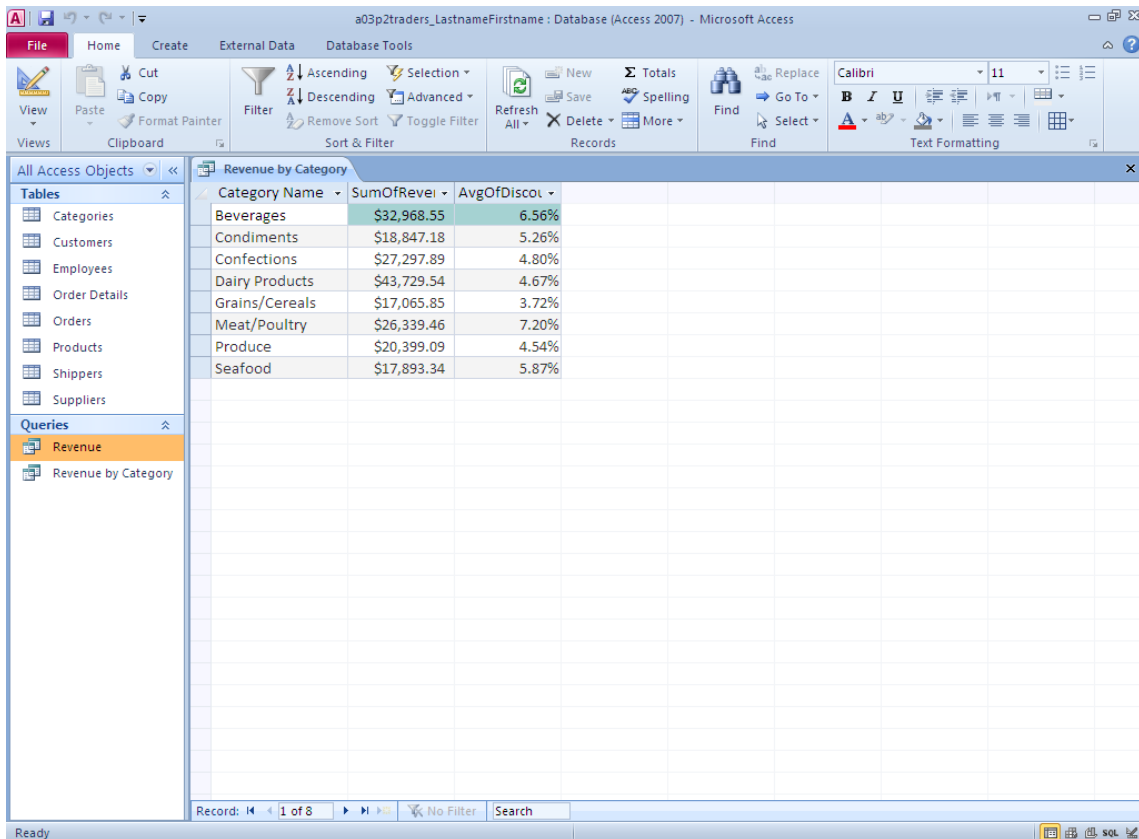 a03p2traders_LastnameFirstname : Database (Access 2007) - Microsoft Access
File Home Create External Data Database Tools
View
Views
Paste
Cut
Copy
Format Painter
Clipboard
Filter
Ascending
Descending
Remove Sort
Selection
Advanced
Toggle Filter
Sort & Filter
Refresh
All
New
Save
Delete
Totals
Spelling
More
Records
Find
Replace
Go To
Select
Find
Calibri 11
B I U
A ab
Text Formatting
All Access Objects
Tables
Categories
Customers
Employees
Order Details
Orders
Products
Shippers
Suppliers
Queries
Revenue
Revenue by Category
Revenue by Category
Category Name SumOfRever AvgOfDiscou
Beverages $32,968.55 6.56%
Condiments $18,847.18 5.26%
Confections $27,297.89 4.80%
Dairy Products $43,729.54 4.67%
Grains/Cereals $17,065.85 3.72%
Meat/Poultry $26,339.46 7.20%
Produce $20,399.09 4.54%
Seafood $17,893.34 5.87%
Record: 1 of 8 No Filter Search
Ready SQL